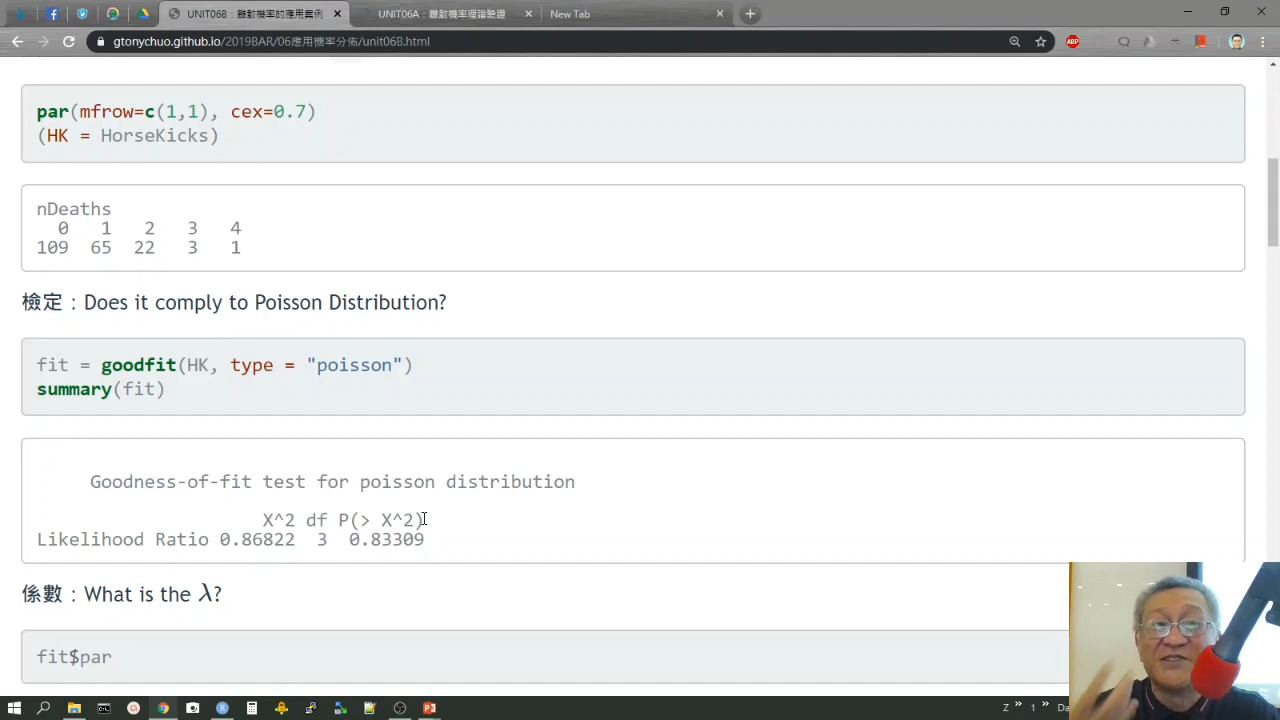 UNIT06B：離散機率的應用案例
UNIT06A：離散機率理論驗證
New Tab
gtonychuo.github.io/2019BAR/06應用機率分佈/unit06B.html
ABP
par(mfrow=c(1,1), cex=0.7)
(HK = HorseKicks)
nDeaths
0 1 2 3 4
109 65 22 3 1
檢定：Does it comply to Poisson Distribution?
fit = goodfit(HK, type = "poisson")
summary(fit)
Goodness-of-fit test for poisson distribution
X^2 df P(> X^2)
Likelihood Ratio 0.86822 3 0.83309
係數：What is the λ?
fit$par
Z » 1 »